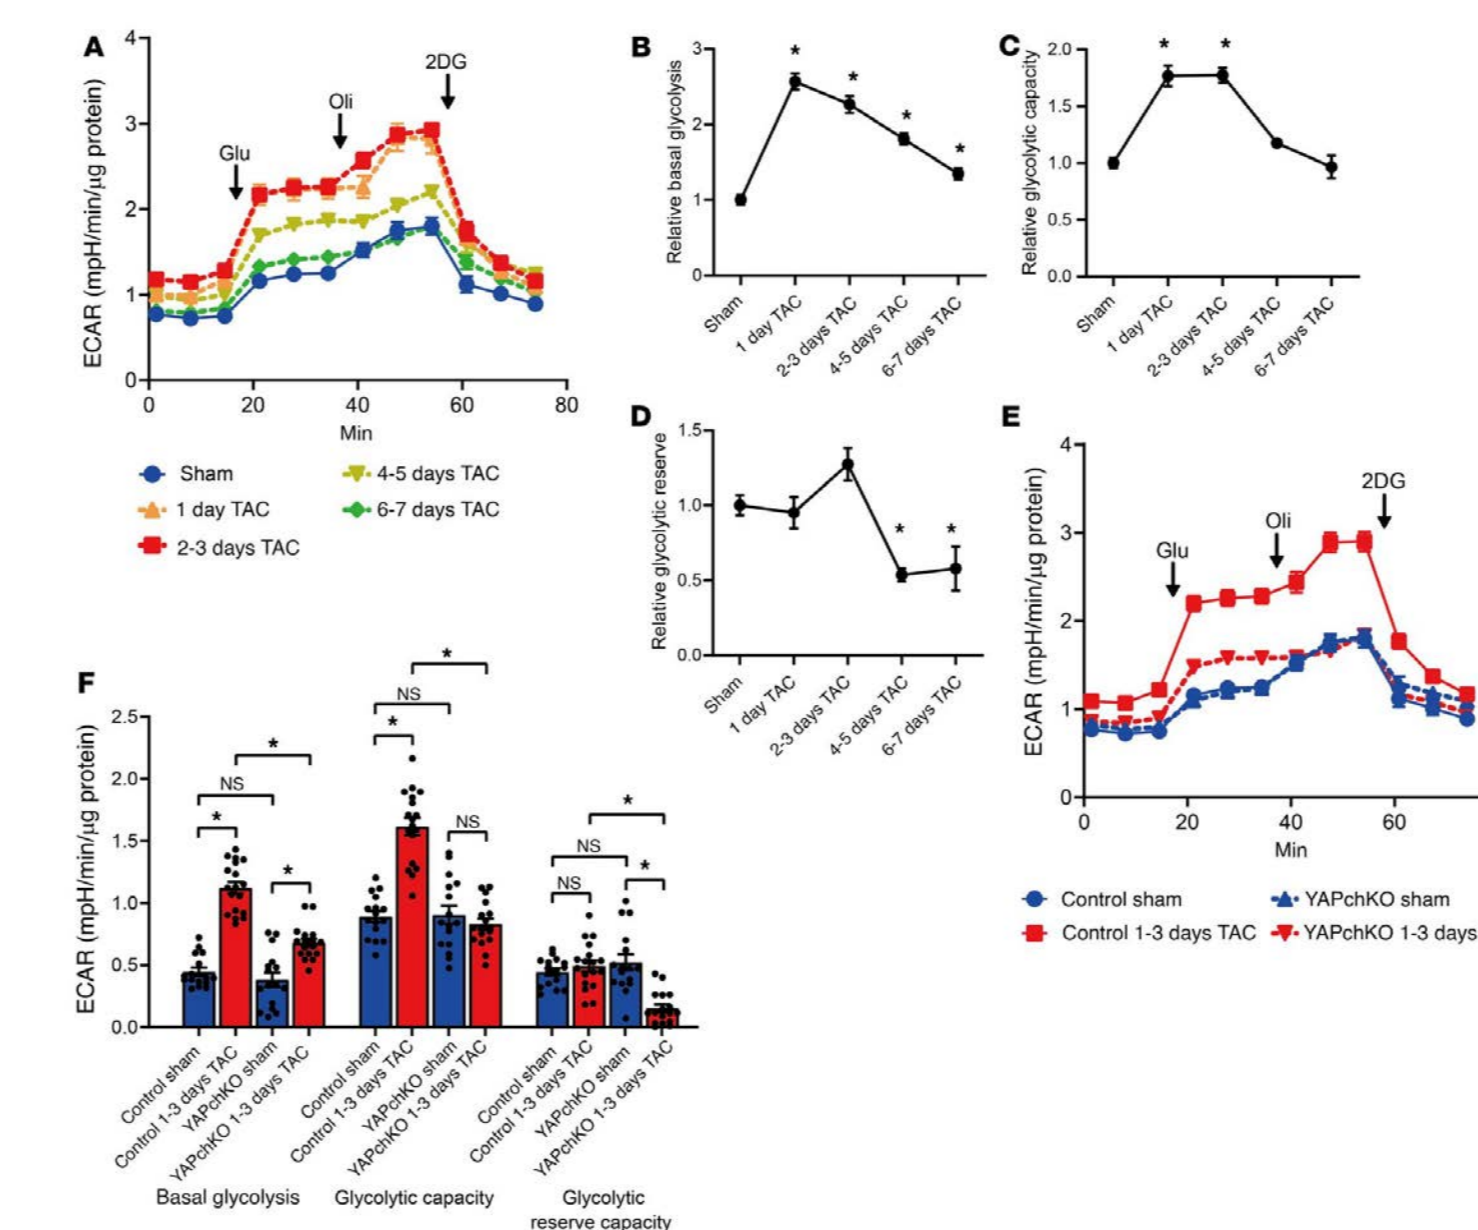 A
4
3
2
1
0
ECAR (mpH/min/µg protein)
Glu
Oli
2DG
0 20 40 60 80
Min
Sham
1 day TAC
2-3 days TAC
4-5 days TAC
6-7 days TAC
B
3
2
1
0
Relative basal glycolysis
* * * *
Sham
1 day TAC
2-3 days TAC
4-5 days TAC
6-7 days TAC
C
2.0
1.5
1.0
0.5
0.0
Relative glycolytic capacity
* *
Sham
1 day TAC
2-3 days TAC
4-5 days TAC
6-7 days TAC
D
1.5
1.0
0.5
0.0
Relative glycolytic reserve
* *
Sham
1 day TAC
2-3 days TAC
4-5 days TAC
6-7 days TAC
E
4
3
2
1
0
ECAR (mpH/min/µg protein)
Glu
Oli
2DG
0 20 40 60
Min
Control sham
Control 1-3 days TAC
YAPchKO sham
YAPchKO 1-3 days
F
2.5
2.0
1.5
1.0
0.5
0.0
ECAR (mpH/min/µg protein)
*
NS
*
*
*
NS
*
NS
*
NS
*
NS
Control sham
Control 1-3 days TAC
YAPchKO sham
YAPchKO 1-3 days TAC
Control sham
Control 1-3 days TAC
YAPchKO sham
YAPchKO 1-3 days TAC
Control sham
Control 1-3 days TAC
YAPchKO sham
YAPchKO 1-3 days TAC
Basal glycolysis
Glycolytic capacity
Glycolytic
reserve capacity